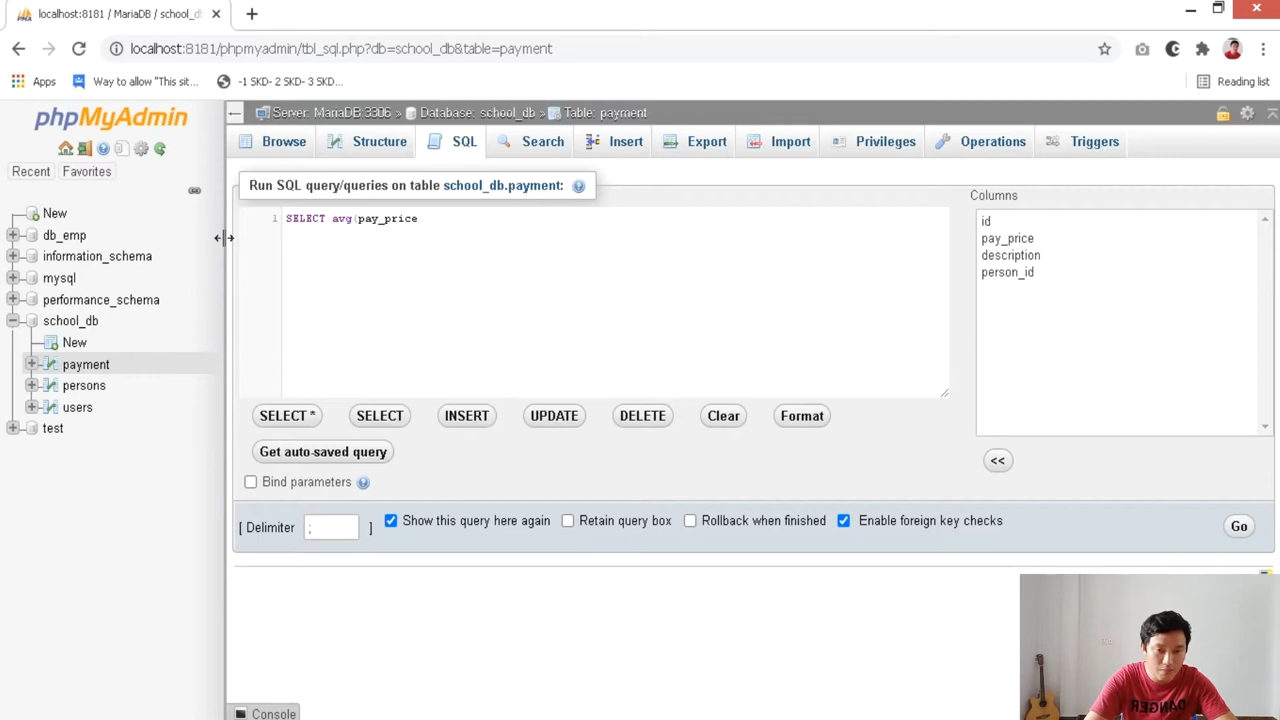 localhost:8181 / MariaDB / school_d
localhost:8181/phpmyadmin/tbl_sql.php?db=school_db&table=payment
Apps
Way to allow "This sit...
-1 SKD- 2 SKD- 3 SKD...
Reading list
phpMyAdmin
Recent
Favorites
New
db_emp
information_schema
mysql
performance_schema
school_db
New
payment
persons
users
test
Server: MariaDB 3306 » Database: school_db » Table: payment
Browse
Structure
SQL
Search
Insert
Export
Import
Privileges
Operations
Triggers
Run SQL query/queries on table school_db.payment:
1 SELECT avg(pay_price
Columns
id
pay_price
description
person_id
SELECT *
SELECT
INSERT
UPDATE
DELETE
Clear
Format
<<
Get auto-saved query
Bind parameters
[ Delimiter ; ]
Show this query here again
Retain query box
Rollback when finished
Enable foreign key checks
Go
Console
DANGER